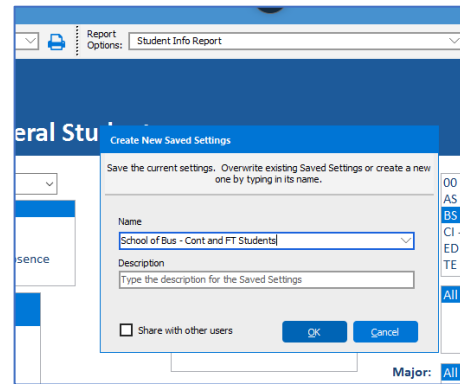 Report
Options: Student Info Report
eral Stu
Create New Saved Settings
Save the current settings. Overwrite existing Saved Settings or create a new
one by typing in its name.
Name
School of Bus - Cont and FT Students
Description
Type the description for the Saved Settings
Share with other users
OK Cancel
sence
00
AS
BS
CI -
ED
TE
All
Major: All